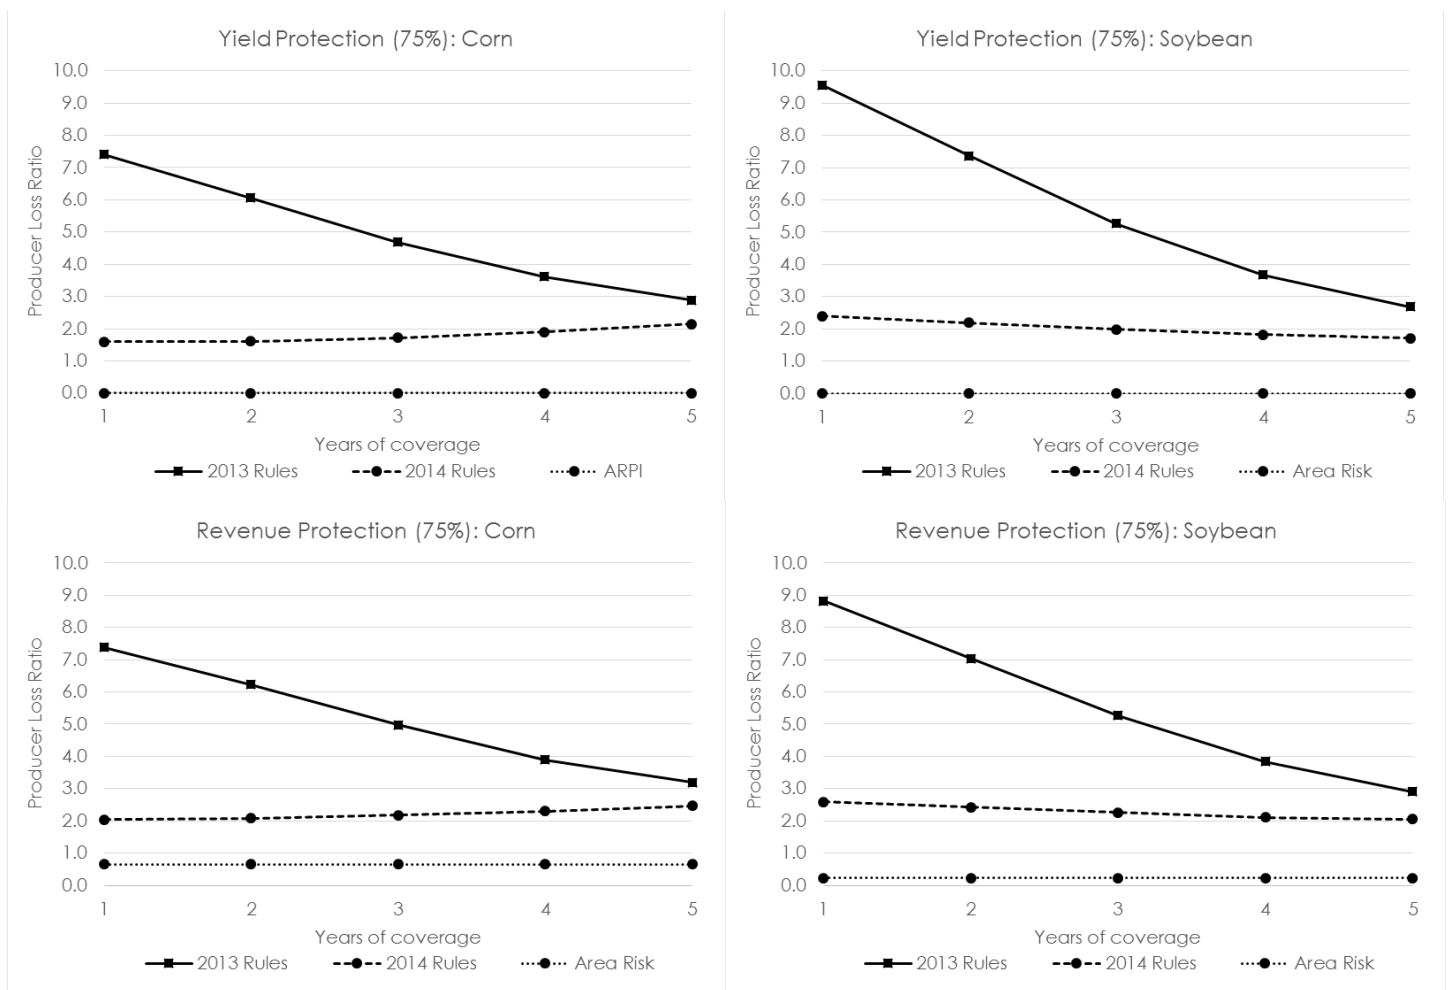 Yield Protection (75%): Corn
10.0
9.0
8.0
7.0
6.0
5.0
4.0
3.0
2.0
1.0
0.0
Producer Loss Ratio
1 2 3 4 5
Years of coverage
2013 Rules 2014 Rules ARPI
Yield Protection (75%): Soybean
10.0
9.0
8.0
7.0
6.0
5.0
4.0
3.0
2.0
1.0
0.0
Producer Loss Ratio
1 2 3 4 5
Years of coverage
2013 Rules 2014 Rules Area Risk
Revenue Protection (75%): Corn
10.0
9.0
8.0
7.0
6.0
5.0
4.0
3.0
2.0
1.0
0.0
Producer Loss Ratio
1 2 3 4 5
Years of coverage
2013 Rules 2014 Rules Area Risk
Revenue Protection (75%): Soybean
10.0
9.0
8.0
7.0
6.0
5.0
4.0
3.0
2.0
1.0
0.0
Producer Loss Ratio
1 2 3 4 5
Years of coverage
2013 Rules 2014 Rules Area Risk